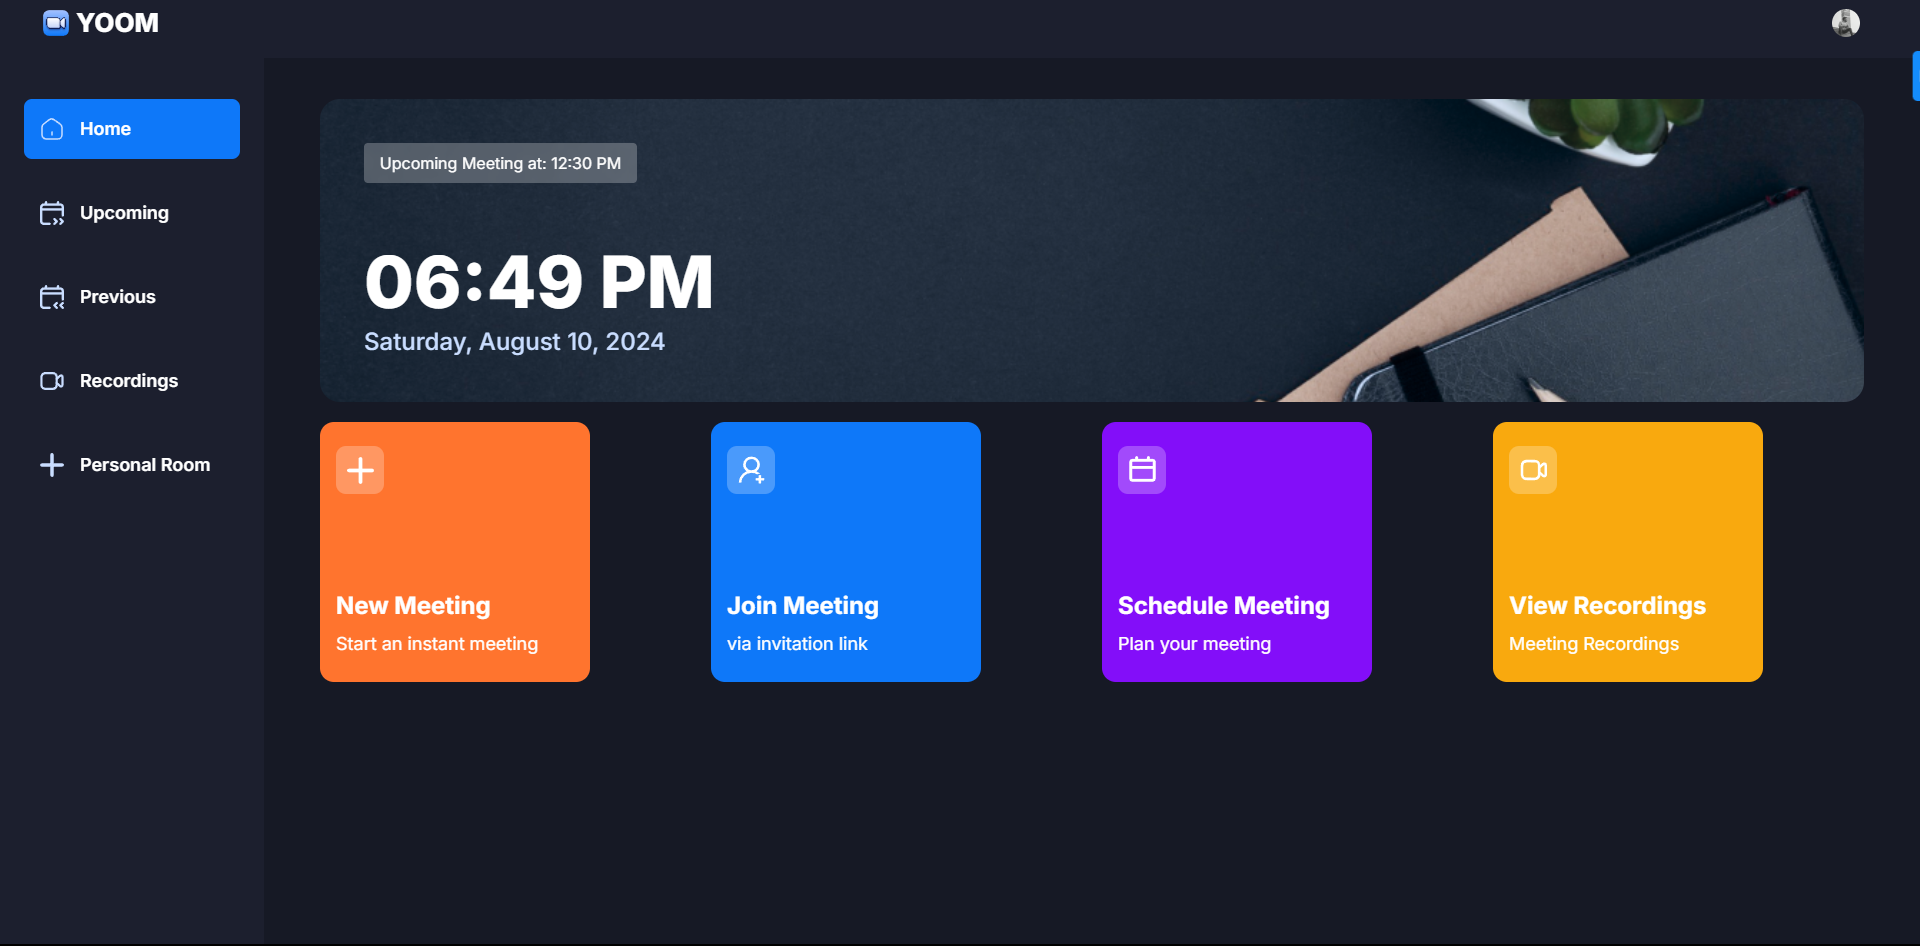 YOOM
Home
Upcoming
Previous
Recordings
Personal Room
Upcoming Meeting at: 12:30 PM
06:49 PM
Saturday, August 10, 2024
New Meeting
Start an instant meeting
Join Meeting
via invitation link
Schedule Meeting
Plan your meeting
View Recordings
Meeting Recordings